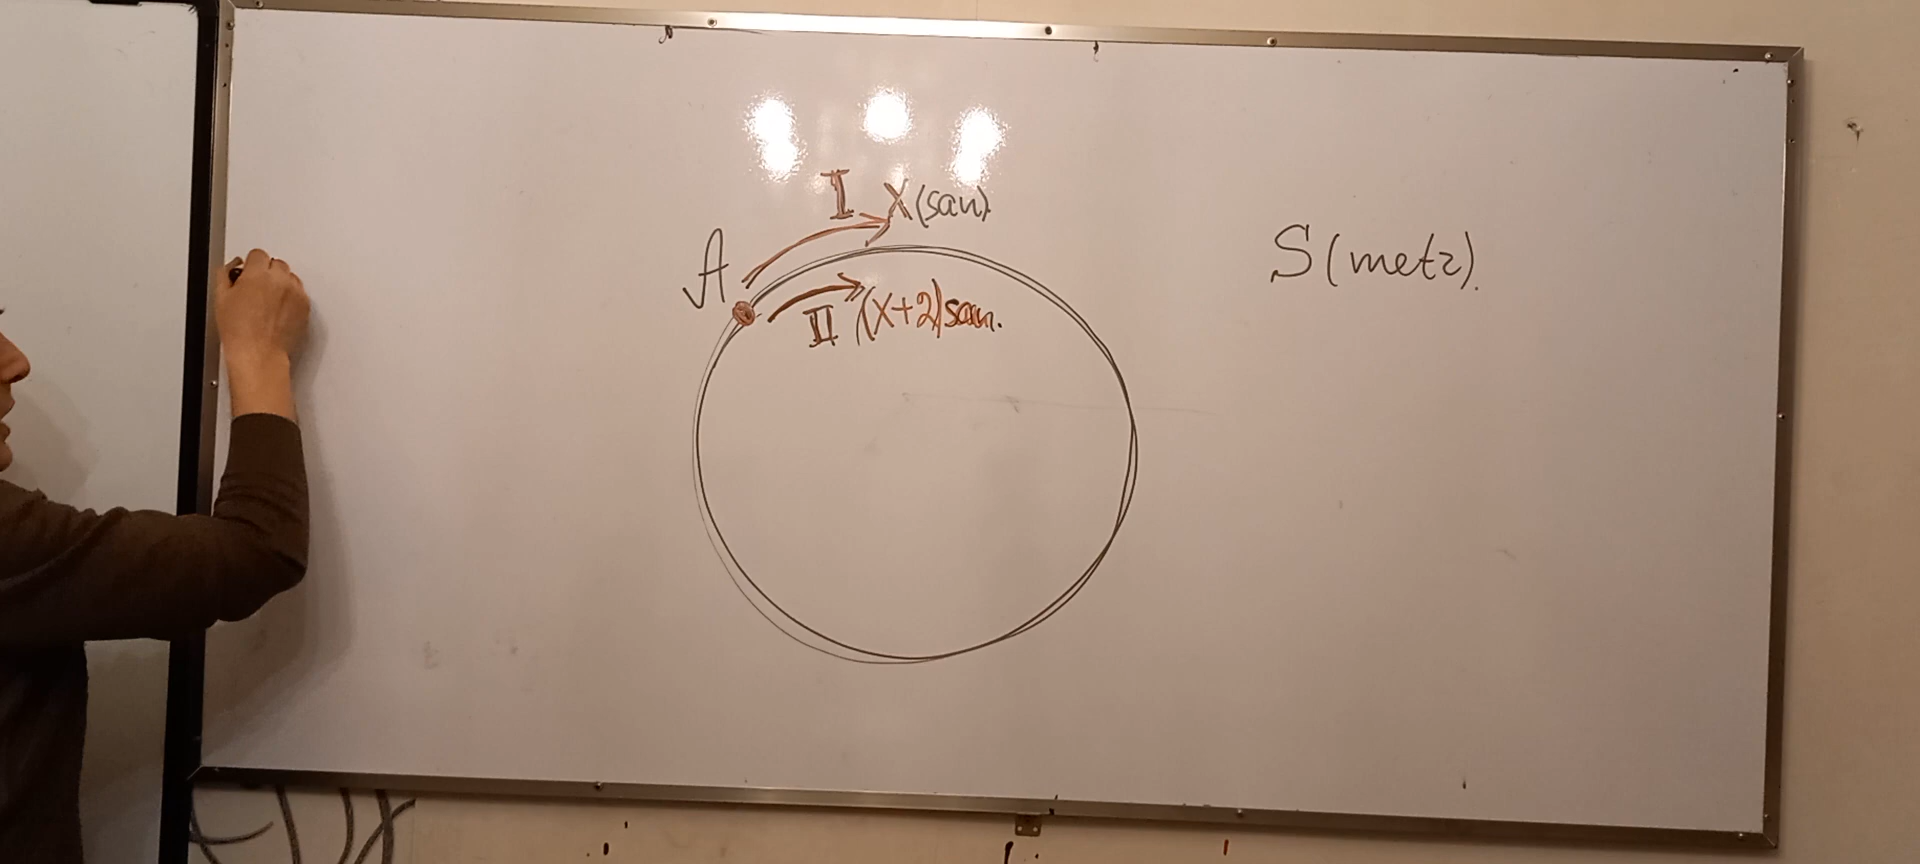 I X(san).
A
II (X+2)san.
S(metr).